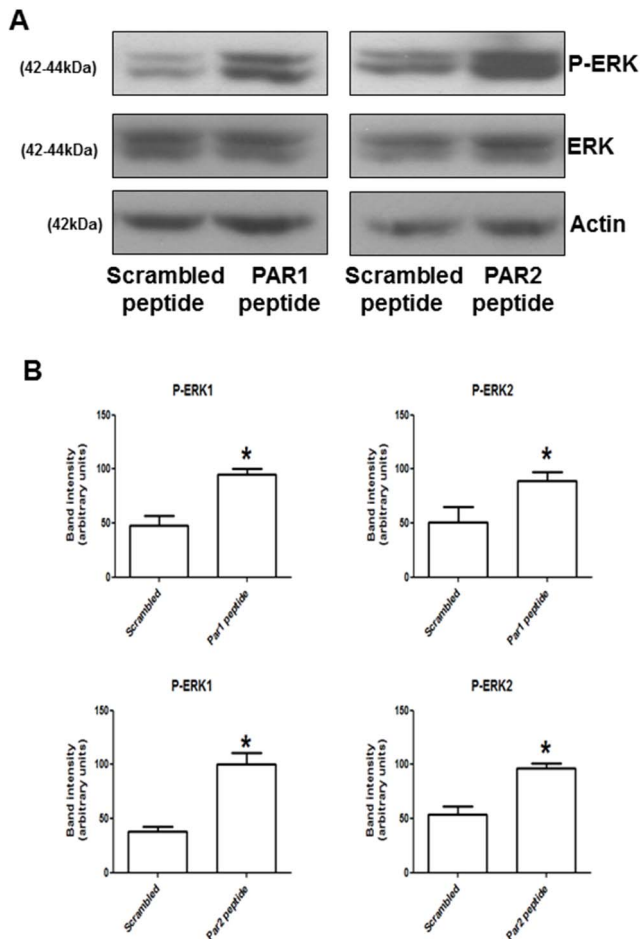 A
(42-44kDa)
P-ERK
(42-44kDa)
ERK
(42kDa)
Actin
Scrambled peptide
PAR1 peptide
Scrambled peptide
PAR2 peptide
B
P-ERK1
Band intensity
(arbitrary units)
150
100
50
0
*
Scrambled
Par1 peptide
P-ERK2
Band intensity
(arbitrary units)
150
100
50
0
*
Scrambled
Par1 peptide
P-ERK1
Band intensity
(arbitrary units)
150
100
50
0
*
Scrambled
Par2 peptide
P-ERK2
Band intensity
(arbitrary units)
150
100
50
0
*
Scrambled
Par2 peptide